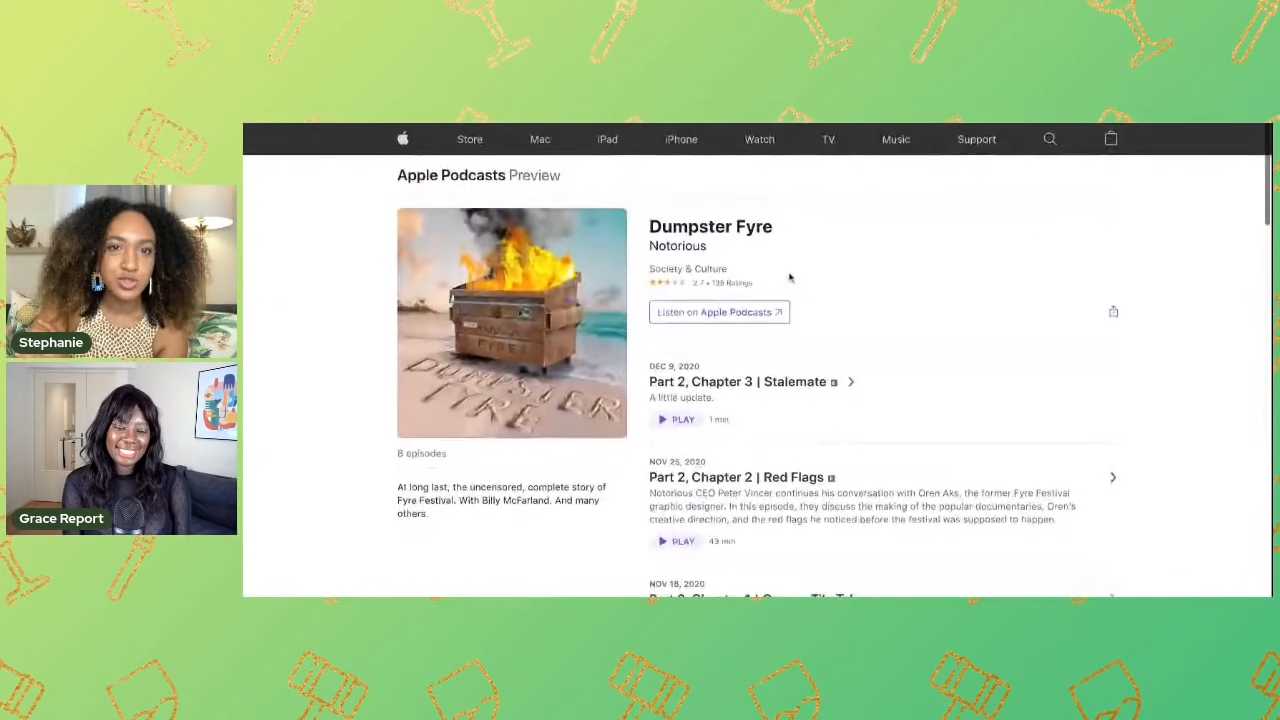 Store
Mac
iPad
iPhone
Watch
TV
Music
Support
Apple Podcasts Preview
DUMPSTER
FYRE
8 episodes
At long last, the uncensored, complete story of
Fyre Festival. With Billy McFarland. And many
others.
Dumpster Fyre
Notorious
Society & Culture
2.7 • 135 Ratings
Listen on Apple Podcasts
DEC 9, 2020
Part 2, Chapter 3 | Stalemate
A little update.
PLAY 1 min
NOV 25, 2020
Part 2, Chapter 2 | Red Flags
Notorious CEO Peter Vincer continues his conversation with Oren Aks, the former Fyre Festival
graphic designer. In this episode, they discuss the making of the popular documentaries, Oren's
creative direction, and the red flags he noticed before the festival was supposed to happen.
PLAY 43 min
NOV 16, 2020
Stephanie
Grace Report